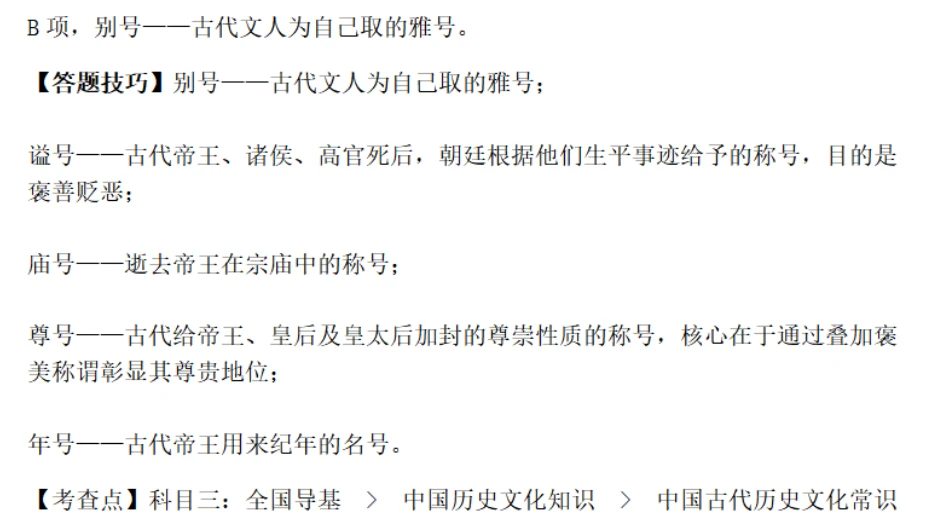 B 项，别号——古代文人为自己取的雅号。
【答题技巧】别号——古代文人为自己取的雅号；
谥号——古代帝王、诸侯、高官死后，朝廷根据他们生平事迹给予的称号，目的是
褒善贬恶；
庙号——逝去帝王在宗庙中的称号；
尊号——古代给帝王、皇后及皇太后加封的尊崇性质的称号，核心在于通过叠加褒
美称谓彰显其尊贵地位；
年号——古代帝王用来纪年的名号。
【考查点】科目三：全国导基 > 中国历史文化知识 > 中国古代历史文化常识